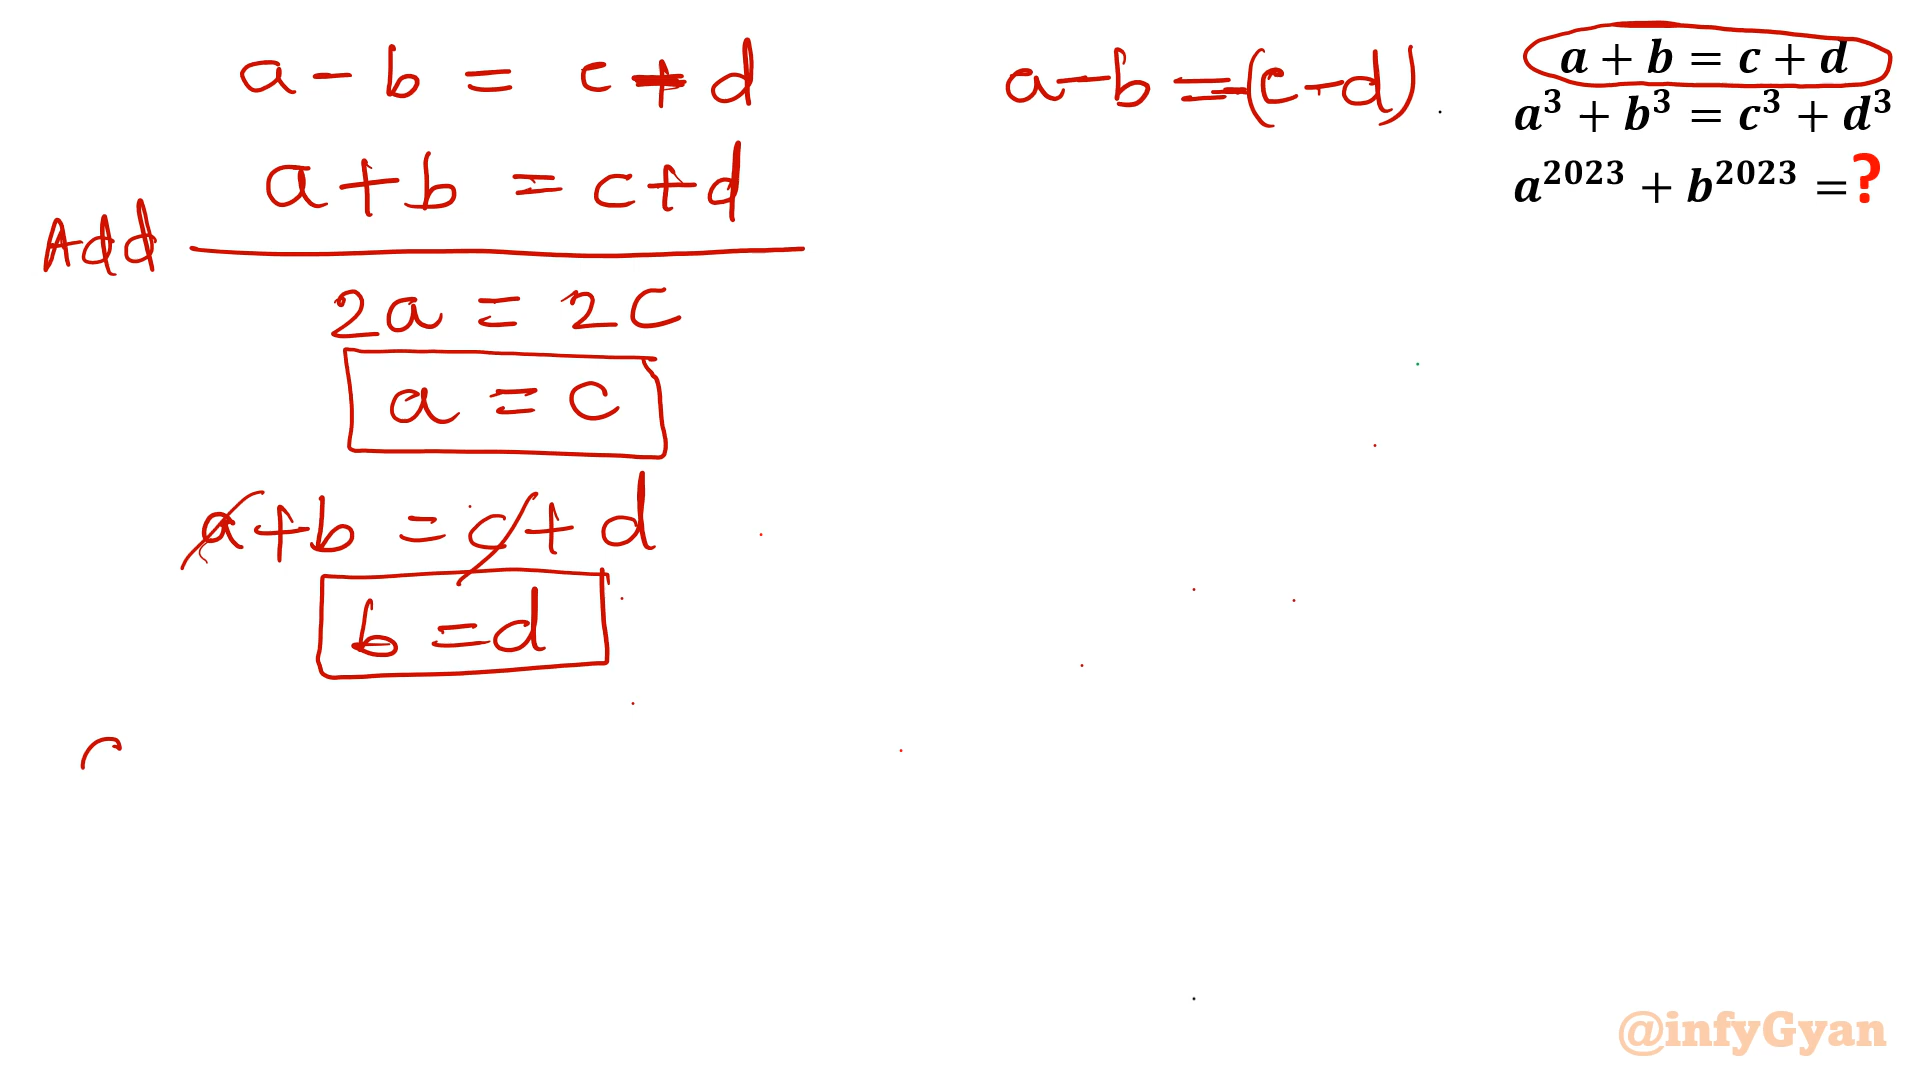 a - b = c - d
a + b = c + d
Add
2a = 2c
a = c
a + b = c + d
b = d
a - b = -(c - d)
a + b = c + d
a³ + b³ = c³ + d³
a²⁰²³ + b²⁰²³ = ?
@infyGyan